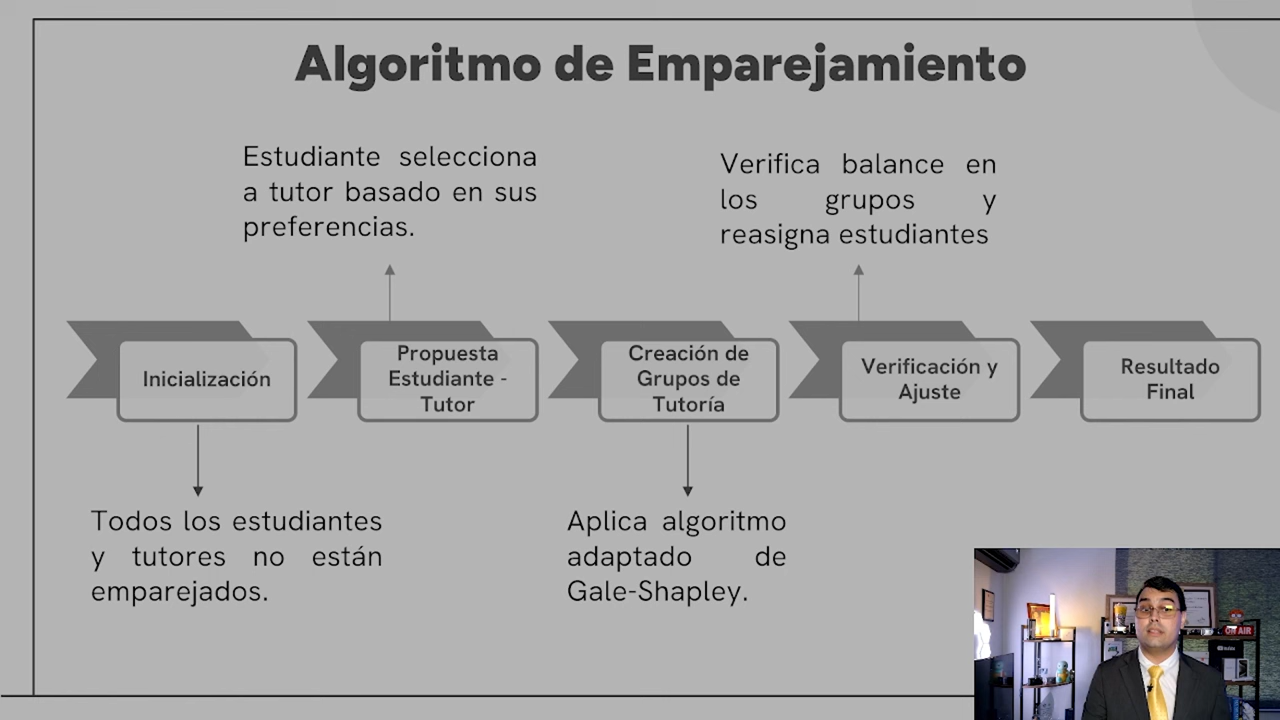 Algoritmo de Emparejamiento
Estudiante selecciona
a tutor basado en sus
preferencias.
Verifica balance en
los grupos y
reasigna estudiantes
Inicialización
Propuesta
Estudiante -
Tutor
Creación de
Grupos de
Tutoría
Verificación y
Ajuste
Resultado
Final
Todos los estudiantes
y tutores no están
emparejados.
Aplica algoritmo
adaptado de
Gale-Shapley.
ON AIR